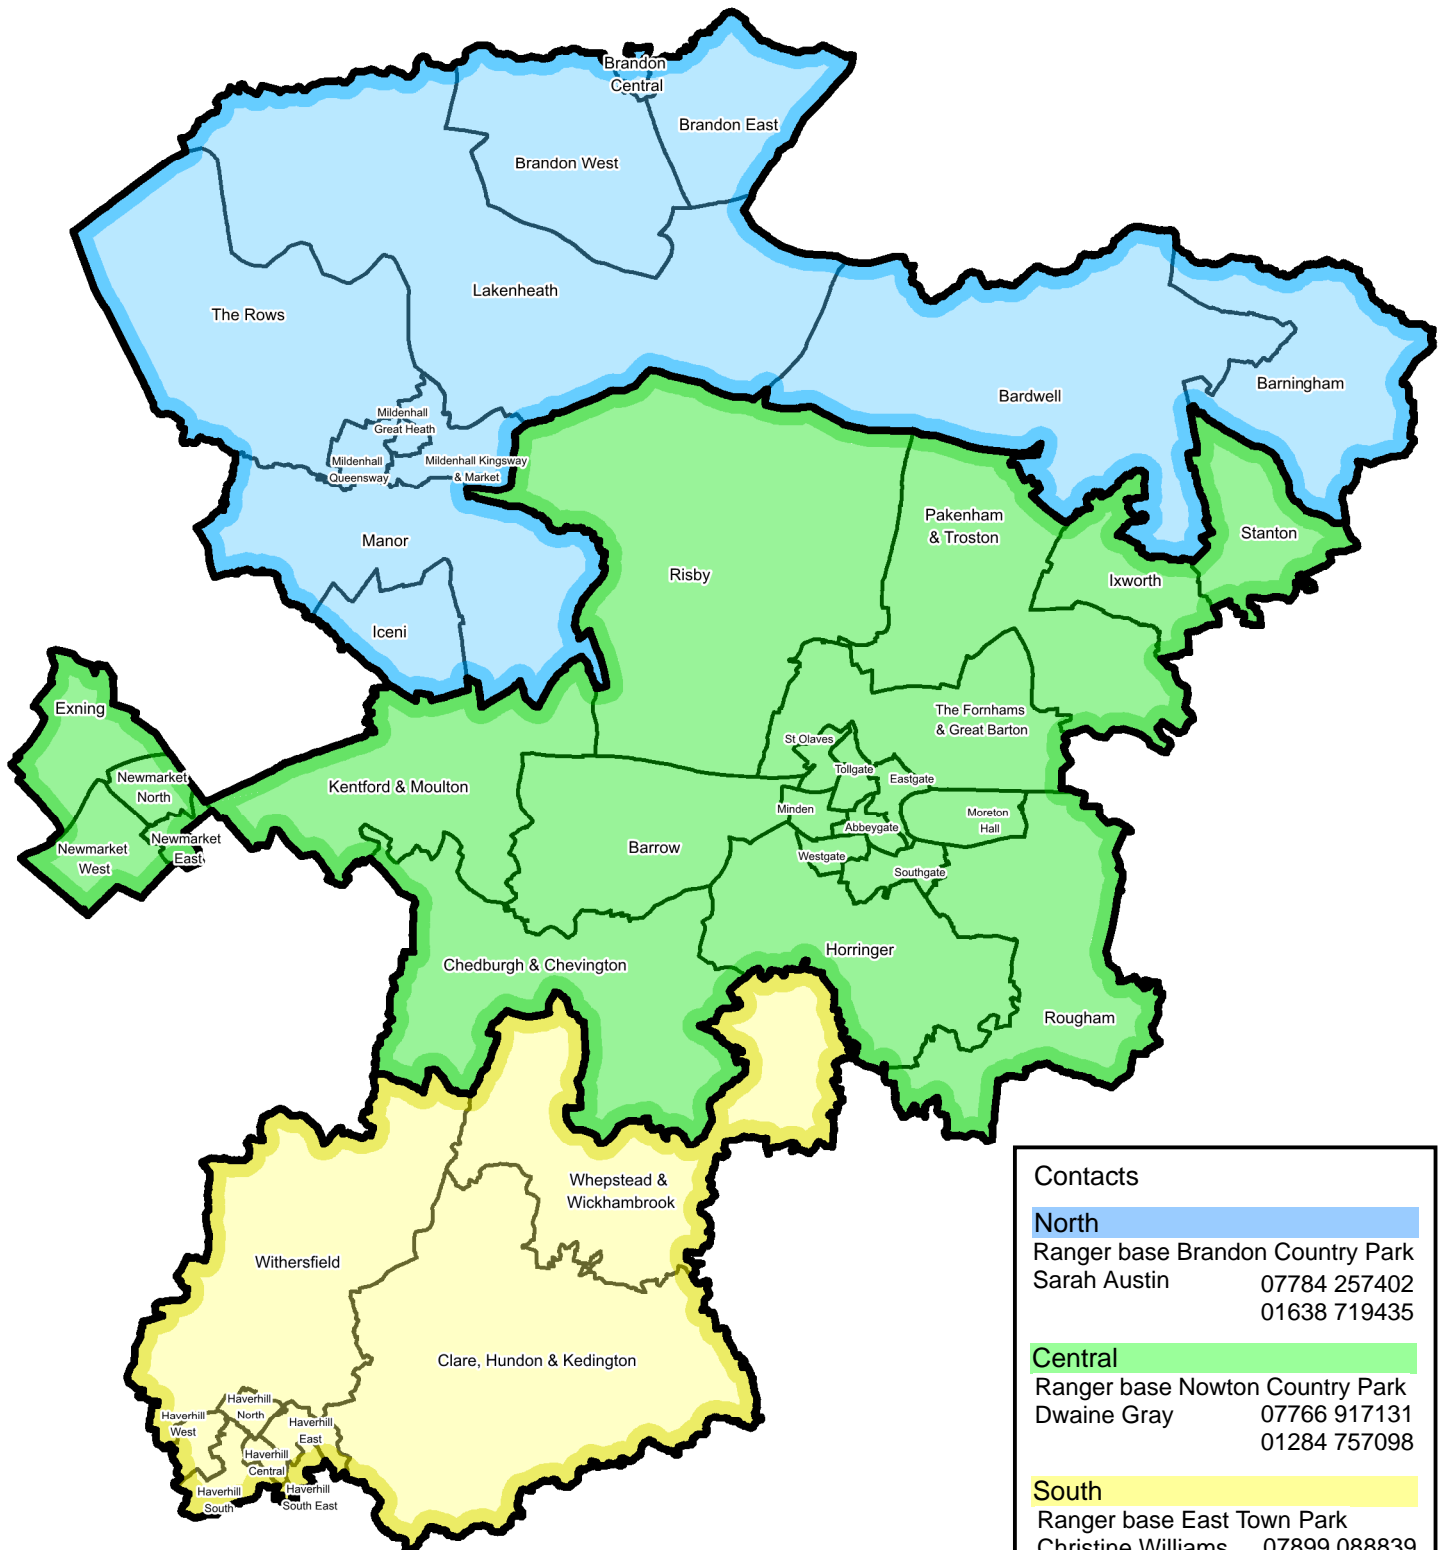 Brandon
Central
Brandon East
Brandon West
Lakenheath
The Rows
Barningham
Bardwell
Mildenhall
Great Heath
Mildenhall
Queensway
Mildenhall Kingsway
& Market
Pakenham
& Troston
Stanton
Manor
Risby
Ixworth
Iceni
Exning
The Fornhams
& Great Barton
St Olaves
Tollgate
Eastgate
Newmarket
North
Kentford & Moulton
Minden
Moreton
Hall
Abbeygate
Newmarket
East
Newmarket
West
Barrow
Westgate
Southgate
Horringer
Chedburgh & Chevington
Rougham
Whepstead &
Wickhambrook
Withersfield
Clare, Hundon & Kedington
Haverhill
North
Haverhill
West
Haverhill
East
Haverhill
Central
Haverhill
South
Haverhill
South East
Contacts
North
Ranger base Brandon Country Park
Sarah Austin 07784 257402
01638 719435
Central
Ranger base Nowton Country Park
Dwaine Gray 07766 917131
01284 757098
South
Ranger base East Town Park
Christine Williams 07899 088839